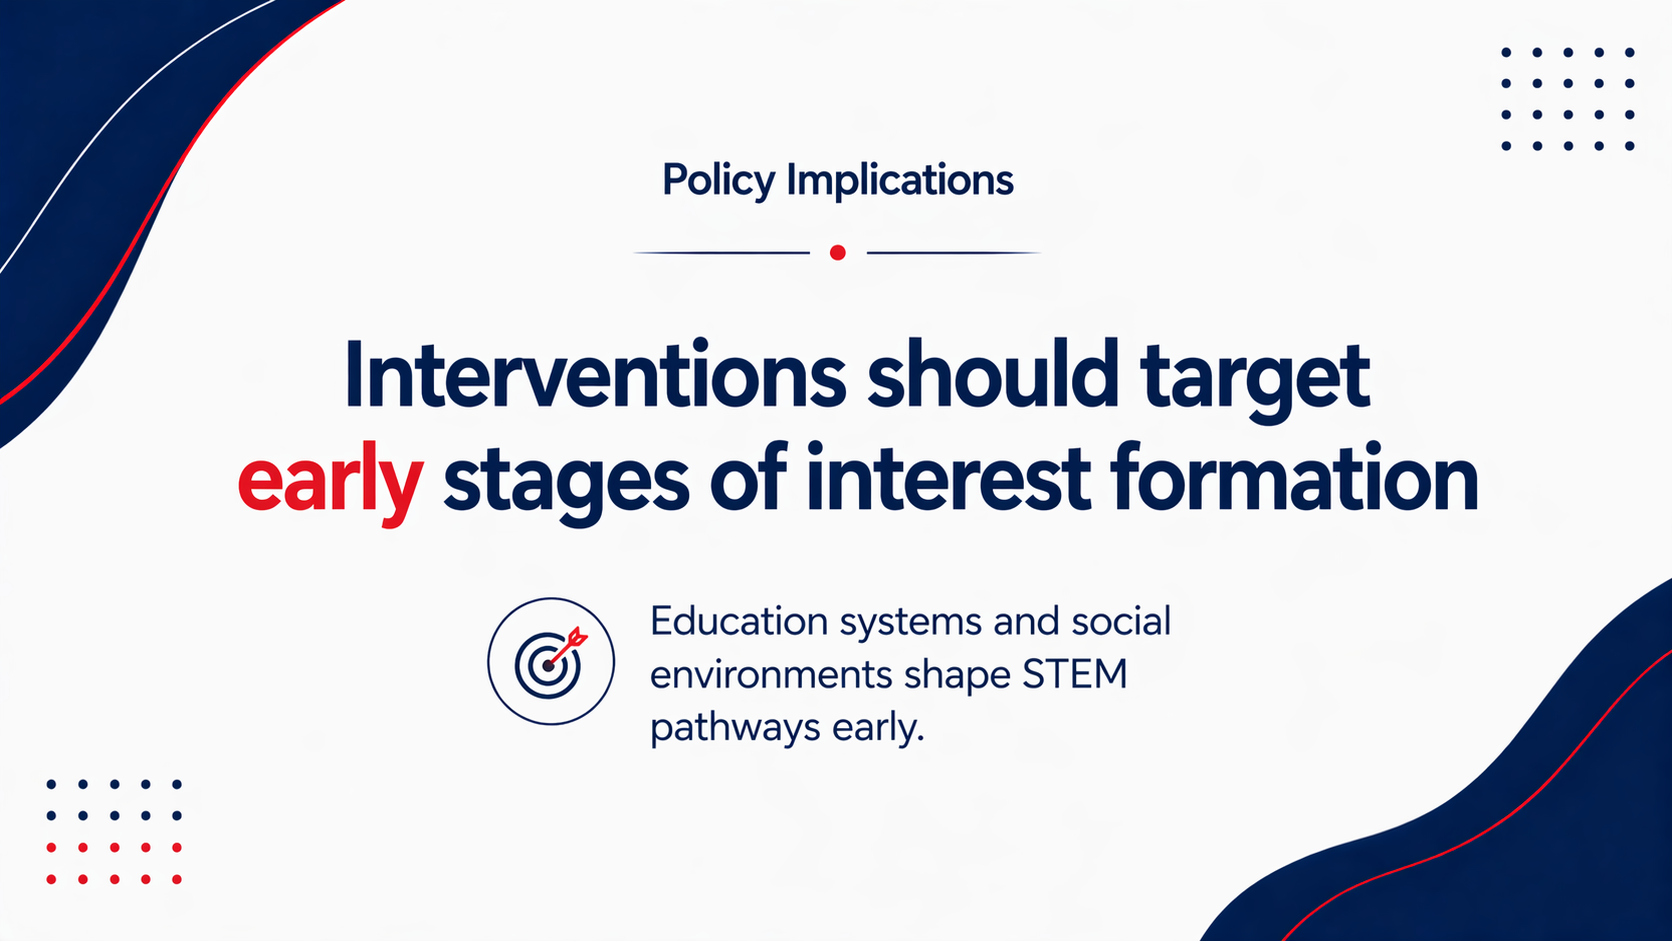 Policy Implications
Interventions should target
early stages of interest formation
Education systems and social
environments shape STEM
pathways early.